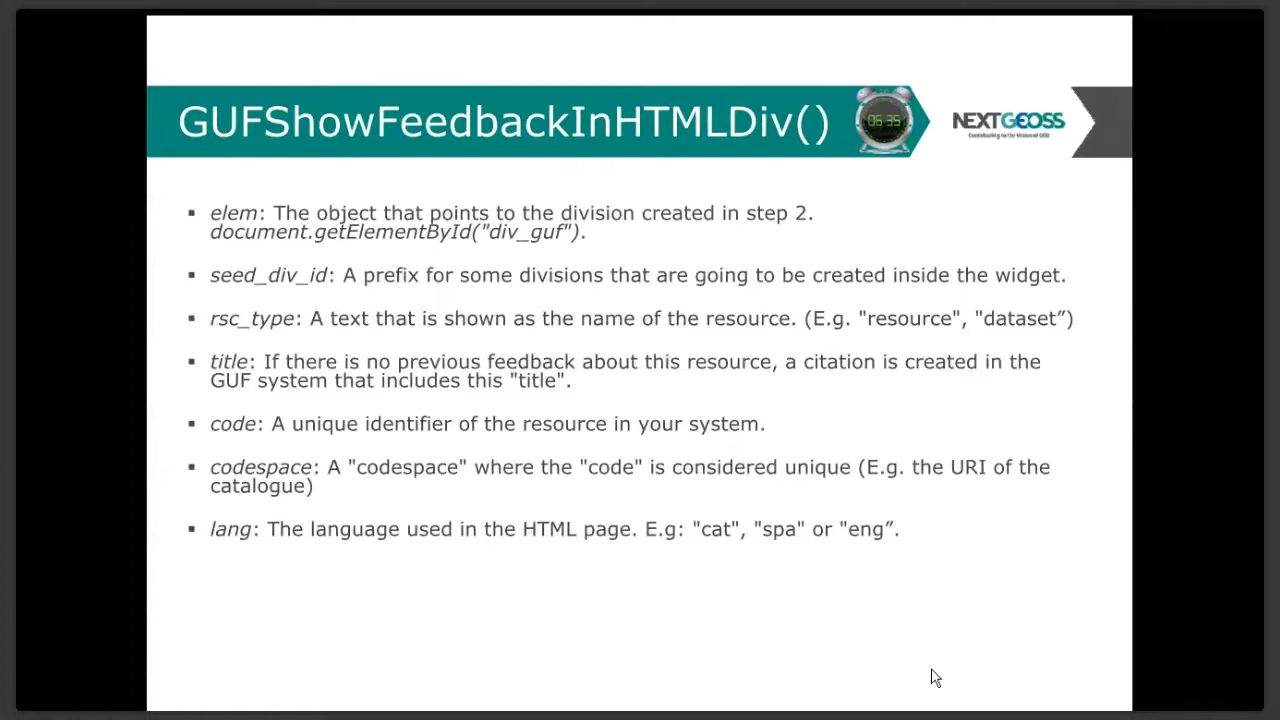 GUFShowFeedbackInHTMLDiv()
06:35
NEXTGEOSS
▪ elem: The object that points to the division created in step 2.
document.getElementById("div_guf").
▪ seed_div_id: A prefix for some divisions that are going to be created inside the widget.
▪ rsc_type: A text that is shown as the name of the resource. (E.g. "resource", "dataset”)
▪ title: If there is no previous feedback about this resource, a citation is created in the
GUF system that includes this "title".
▪ code: A unique identifier of the resource in your system.
▪ codespace: A "codespace" where the "code" is considered unique (E.g. the URI of the
catalogue)
▪ lang: The language used in the HTML page. E.g: "cat", "spa" or "eng”.